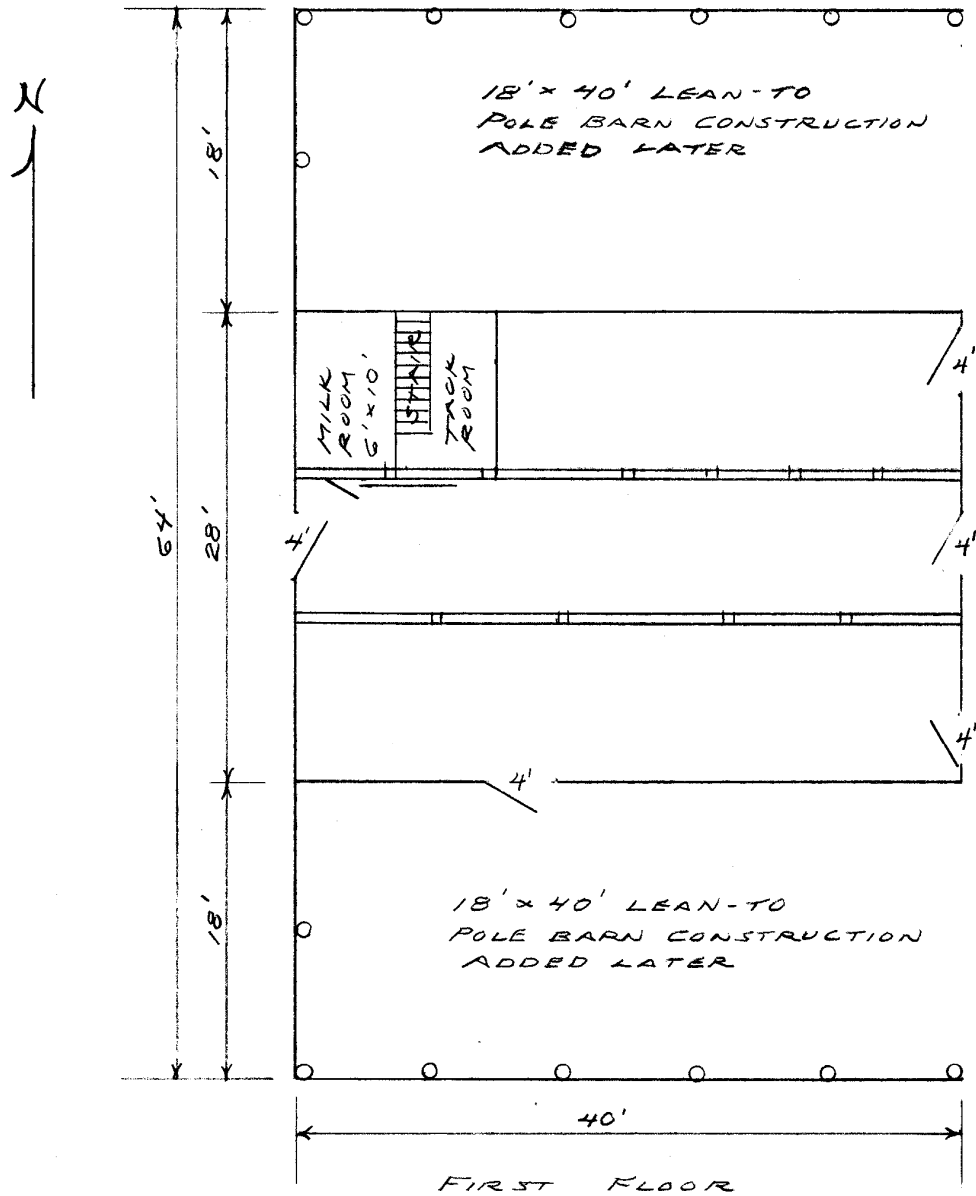 N
18' × 40' LEAN-TO
POLE BARN CONSTRUCTION
ADDED LATER
18'
MILK
ROOM
6' × 10'
STAIR
TACK
ROOM
4'
64'
28'
4'
4'
4'
4'
18'
18' × 40' LEAN-TO
POLE BARN CONSTRUCTION
ADDED LATER
40'
FIRST FLOOR